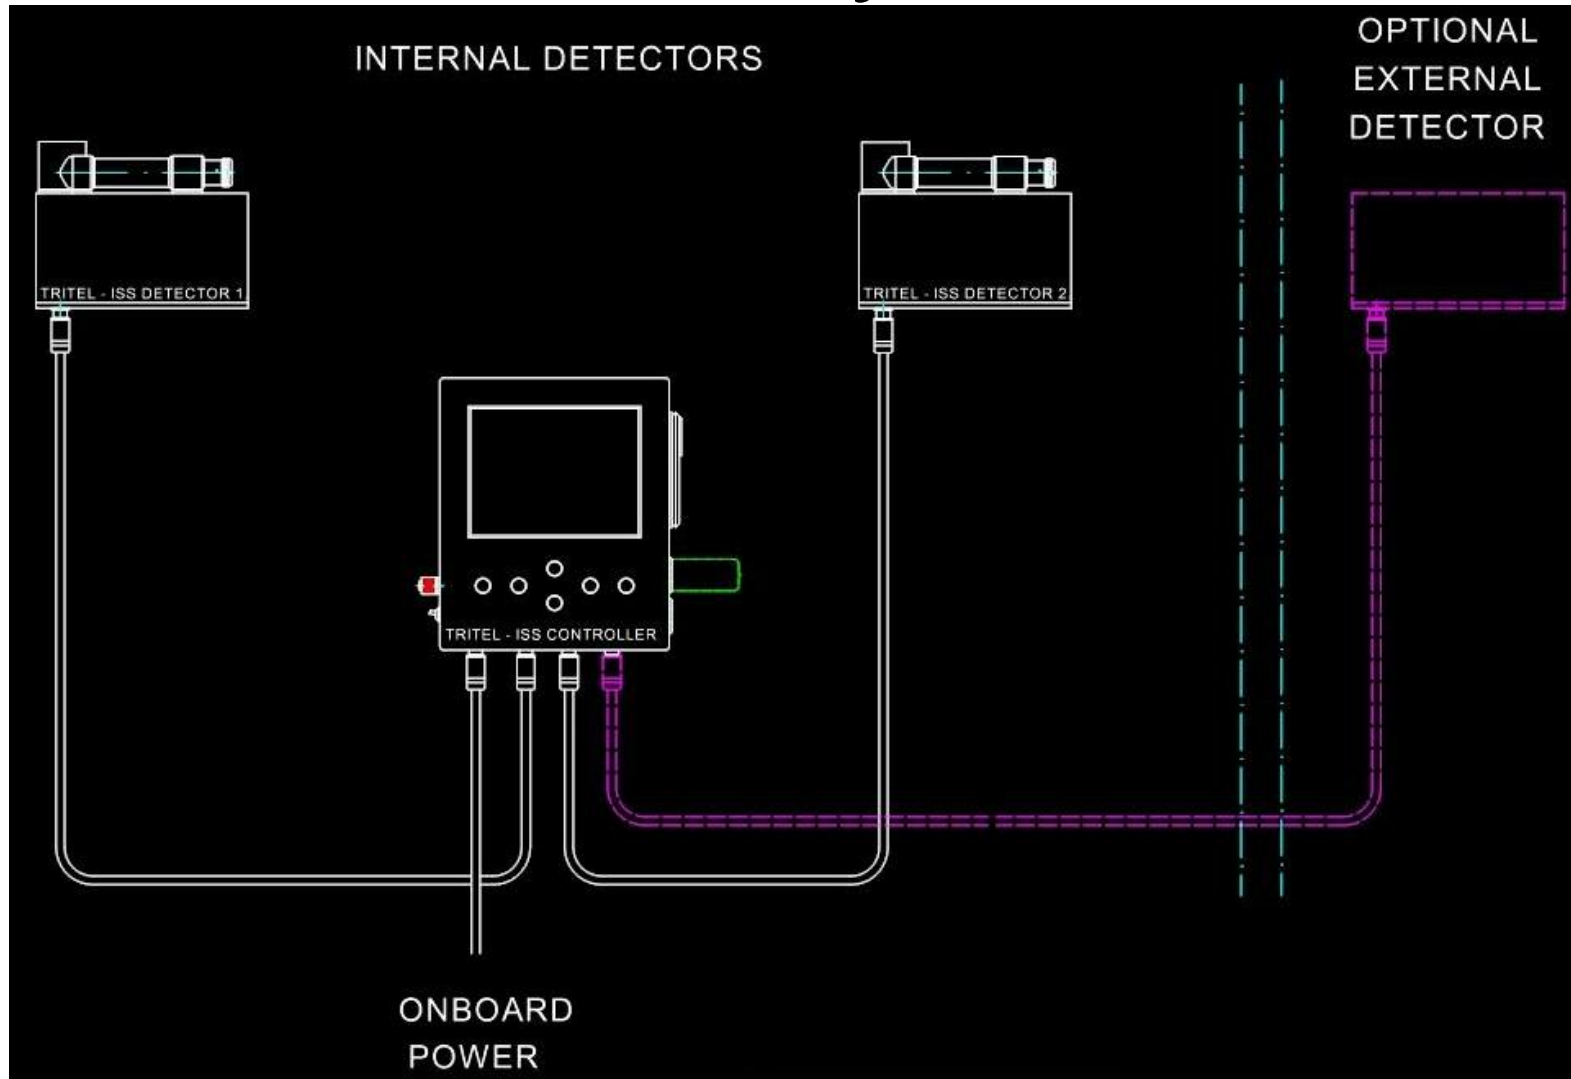 INTERNAL DETECTORS
OPTIONAL
EXTERNAL
DETECTOR
TRITEL - ISS DETECTOR 1
TRITEL - ISS DETECTOR 2
TRITEL - ISS CONTROLLER
ONBOARD
POWER